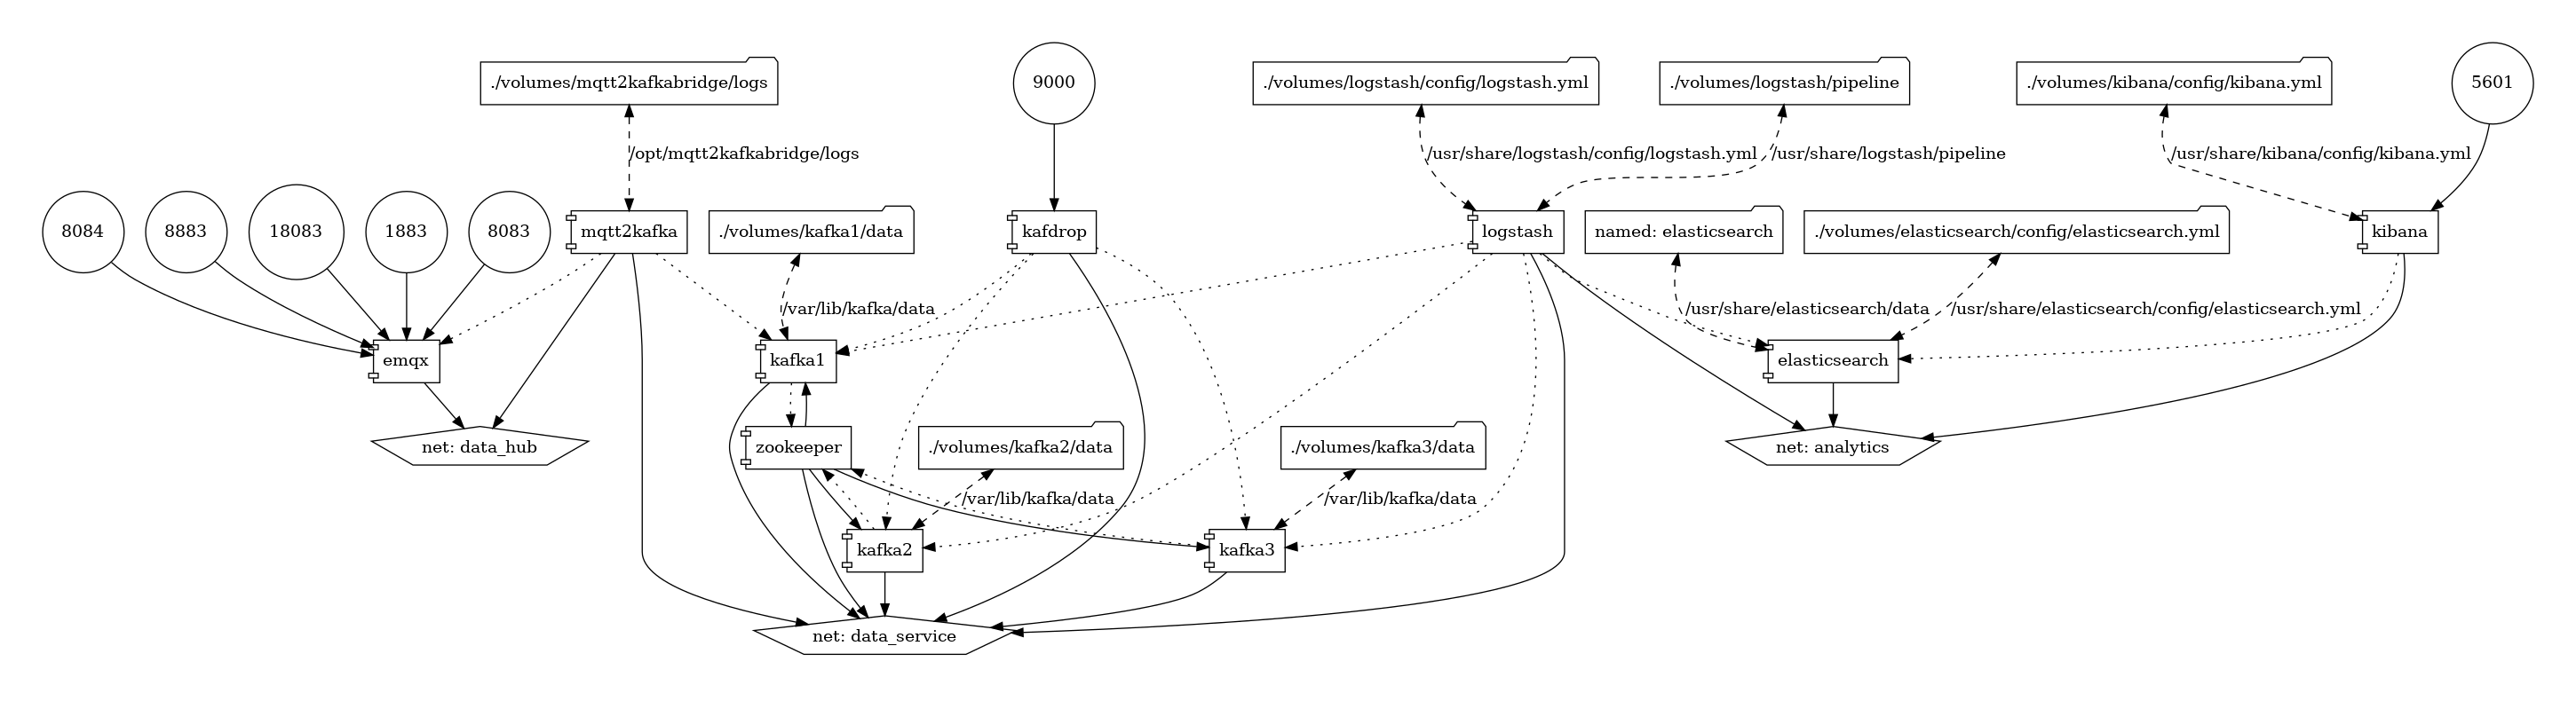 ./volumes/mqtt2kafkabridge/logs
9000
./volumes/logstash/config/logstash.yml
./volumes/logstash/pipeline
./volumes/kibana/config/kibana.yml
5601
/opt/mqtt2kafkabridge/logs
/usr/share/logstash/config/logstash.yml
/usr/share/logstash/pipeline
/usr/share/kibana/config/kibana.yml
8084
8883
18083
1883
8083
mqtt2kafka
./volumes/kafka1/data
kafdrop
logstash
named: elasticsearch
./volumes/elasticsearch/config/elasticsearch.yml
kibana
/var/lib/kafka/data
/usr/share/elasticsearch/data
/usr/share/elasticsearch/config/elasticsearch.yml
emqx
kafka1
elasticsearch
net: data_hub
zookeeper
./volumes/kafka2/data
./volumes/kafka3/data
net: analytics
/var/lib/kafka/data
/var/lib/kafka/data
kafka2
kafka3
net: data_service